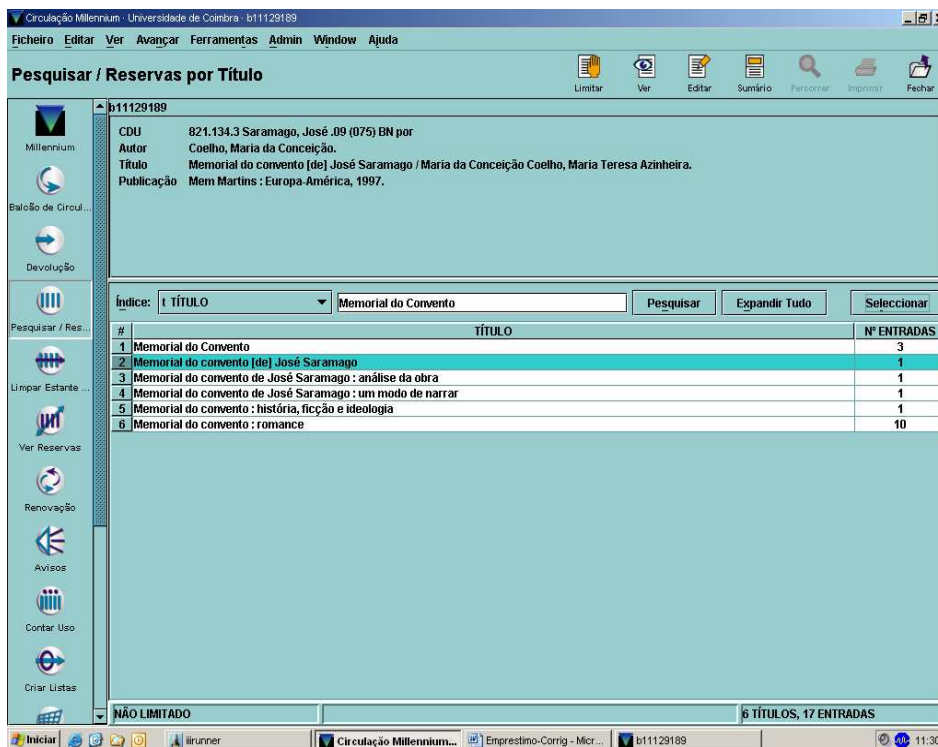 Circulação Millennium · Universidade de Coimbra · b11129189
Ficheiro Editar Ver Avançar Ferramentas Admin Window Ajuda
Pesquisar / Reservas por Título
Limitar Ver Editar Sumário Percorrer Imprimir Fechar
b11129189
CDU 821.134.3 Saramago, José .09 (075) BN por
Autor Coelho, Maria da Conceição.
Título Memorial do convento [de] José Saramago / Maria da Conceição Coelho, Maria Teresa Azinheira.
Publicação Mem Martins : Europa-América, 1997.
Millennium
Balcão de Circul...
Devolução
Pesquisar / Res...
Limpar Estante ...
Ver Reservas
Renovação
Avisos
Contar Uso
Criar Listas
Índice: t TÍTULO Memorial do Convento Pesquisar Expandir Tudo Seleccionar
# TÍTULO Nº ENTRADAS
1 Memorial do Convento 3
2 Memorial do convento [de] José Saramago 1
3 Memorial do convento de José Saramago : análise da obra 1
4 Memorial do convento de José Saramago : um modo de narrar 1
5 Memorial do convento : história, ficção e ideologia 1
6 Memorial do convento : romance 10
NÃO LIMITADO 6 TÍTULOS, 17 ENTRADAS
Iniciar iirunner Circulação Millennium... Emprestimo-Corrig - Micr... b11129189 11:30